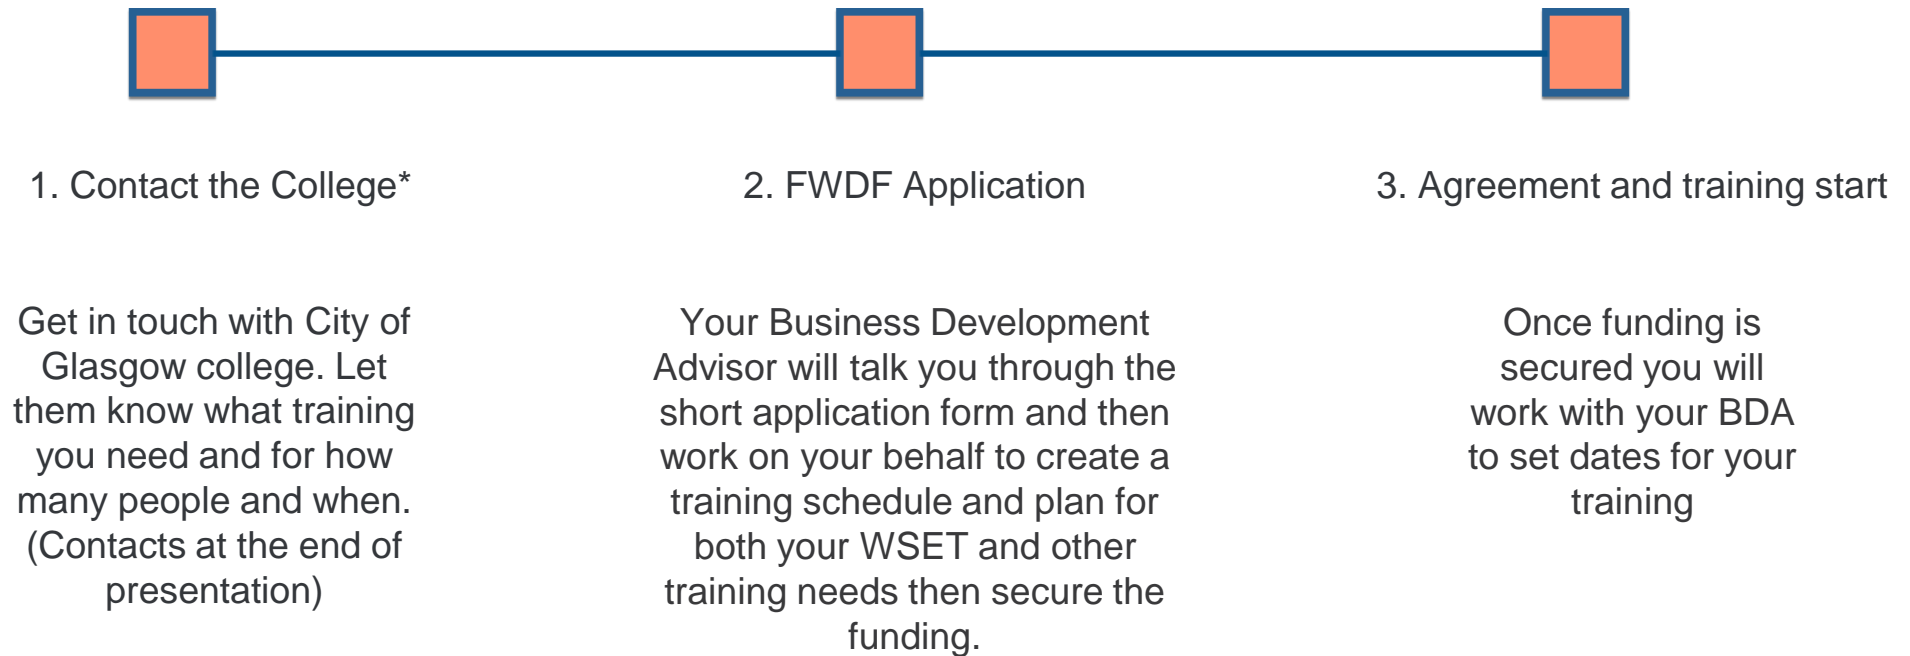 1. Contact the College*
Get in touch with City of
Glasgow college. Let
them know what training
you need and for how
many people and when.
(Contacts at the end of
presentation)
2. FWDF Application
Your Business Development
Advisor will talk you through the
short application form and then
work on your behalf to create a
training schedule and plan for
both your WSET and other
training needs then secure the
funding.
3. Agreement and training start
Once funding is
secured you will
work with your BDA
to set dates for your
training